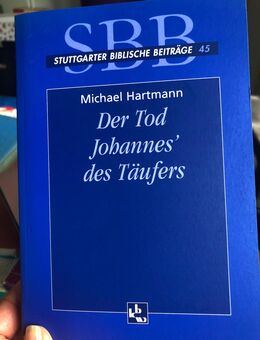 SBB
STUTTGARTER BIBLISCHE BEITRÄGE 45
Michael Hartmann
Der Tod
Johannes’
des Täufers